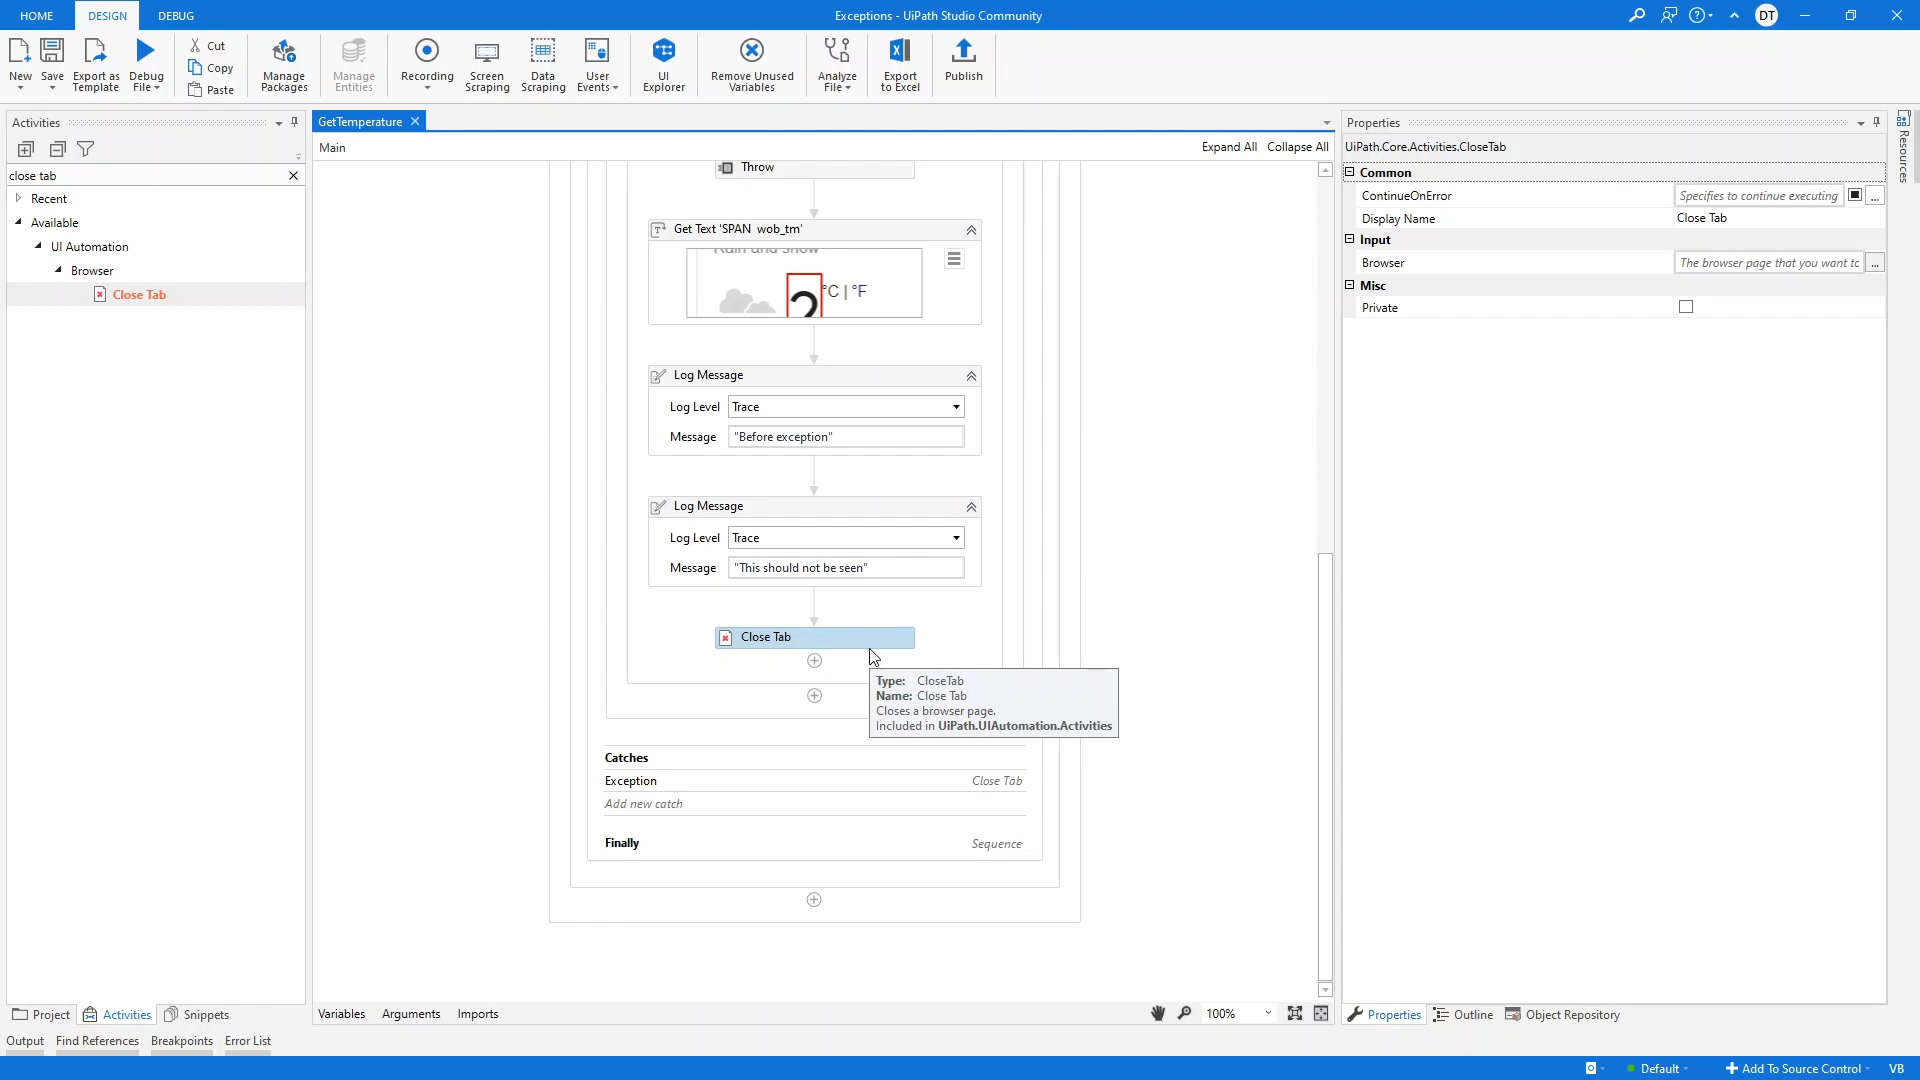 HOME DESIGN DEBUG Exceptions - UiPath Studio Community DT
New Save Export as Template Debug File Cut Copy Paste Manage Packages Manage Entities Recording Screen Scraping Data Scraping User Events UI Explorer Remove Unused Variables Analyze File Export to Excel Publish
Activities
close tab
Recent
Available
UI Automation
Browser
Close Tab
GetTemperature
Main Expand All Collapse All
Throw
Get Text 'SPAN wob_tm'
Rain and snow
2 °C | °F
Log Message
Log Level Trace
Message "Before exception"
Log Message
Log Level Trace
Message "This should not be seen"
Close Tab
Type: CloseTab
Name: Close Tab
Closes a browser page.
Included in UiPath.UIAutomation.Activities
Catches
Exception Close Tab
Add new catch
Finally Sequence
Properties
UiPath.Core.Activities.CloseTab
Common
ContinueOnError Specifies to continue executing ...
Display Name Close Tab
Input
Browser The browser page that you want to ...
Misc
Private
Resources
Project Activities Snippets
Variables Arguments Imports 100%
Properties Outline Object Repository
Output Find References Breakpoints Error List
Default Add To Source Control VB